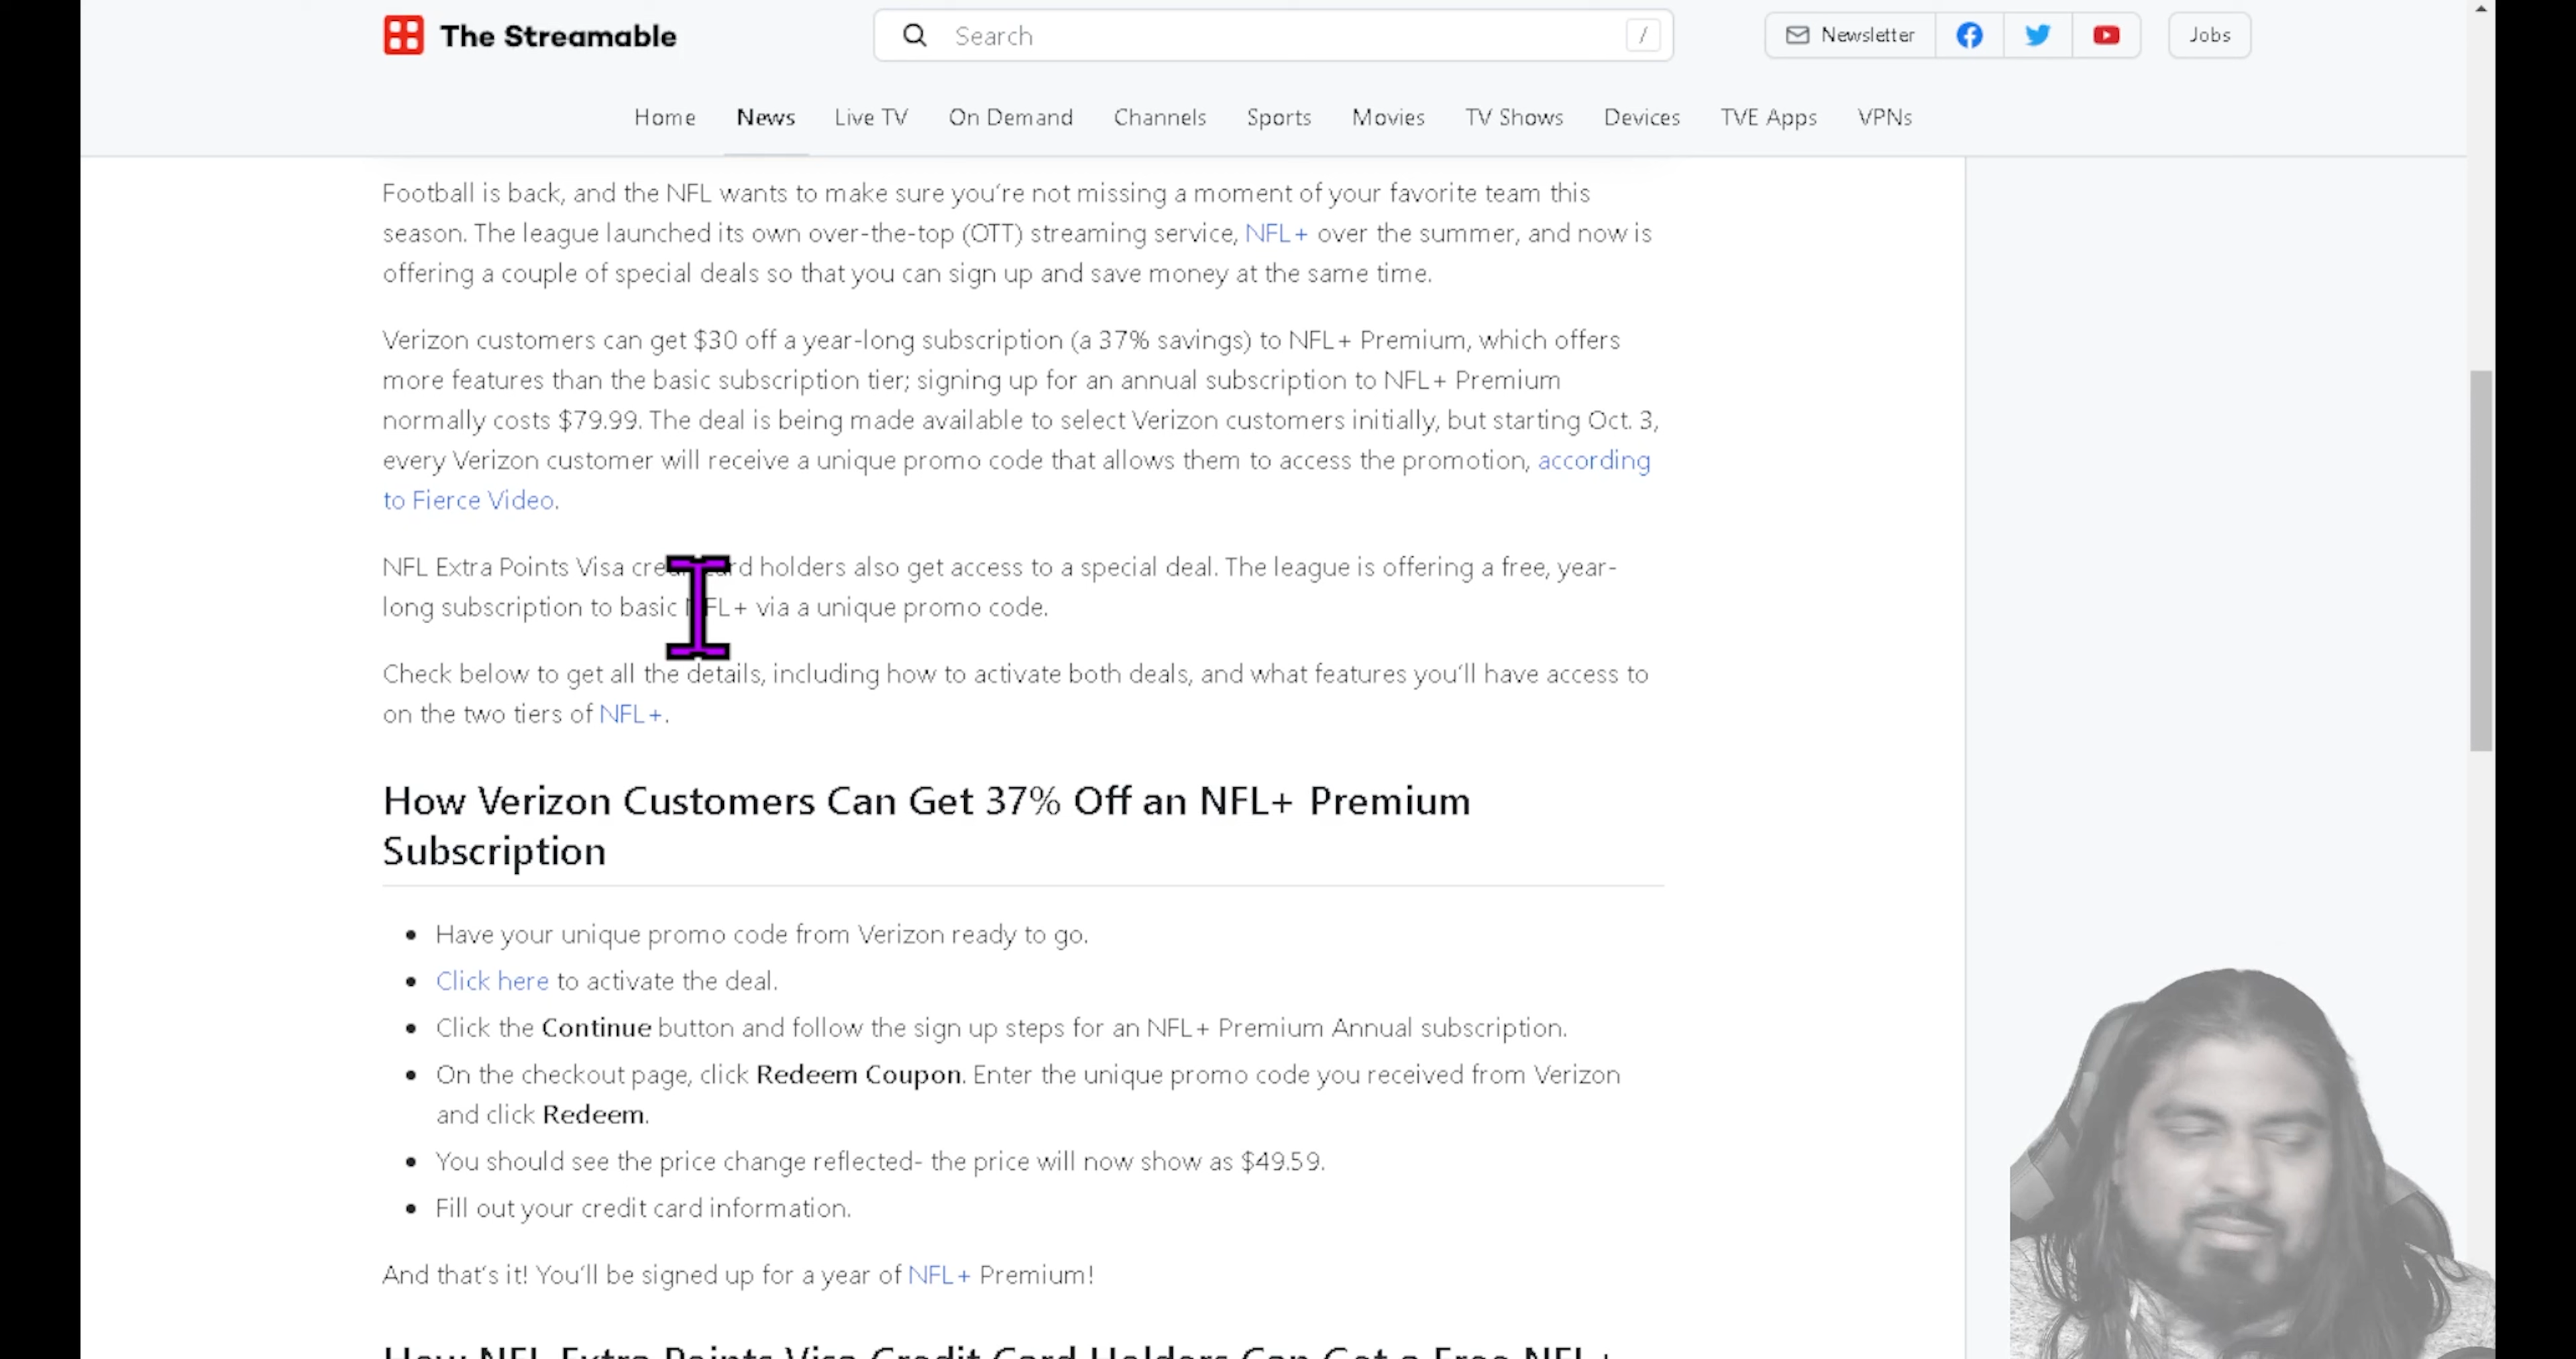 The Streamable
Search
/
Newsletter
Jobs
Home News Live TV On Demand Channels Sports Movies TV Shows Devices TVE Apps VPNs
Football is back, and the NFL wants to make sure you're not missing a moment of your favorite team this
season. The league launched its own over-the-top (OTT) streaming service, NFL+ over the summer, and now is
offering a couple of special deals so that you can sign up and save money at the same time.
Verizon customers can get $30 off a year-long subscription (a 37% savings) to NFL+ Premium, which offers
more features than the basic subscription tier; signing up for an annual subscription to NFL+ Premium
normally costs $79.99. The deal is being made available to select Verizon customers initially, but starting Oct. 3,
every Verizon customer will receive a unique promo code that allows them to access the promotion, according
to Fierce Video.
NFL Extra Points Visa credit card holders also get access to a special deal. The league is offering a free, year-
long subscription to basic NFL+ via a unique promo code.
Check below to get all the details, including how to activate both deals, and what features you'll have access to
on the two tiers of NFL+.
How Verizon Customers Can Get 37% Off an NFL+ Premium
Subscription
• Have your unique promo code from Verizon ready to go.
• Click here to activate the deal.
• Click the Continue button and follow the sign up steps for an NFL+ Premium Annual subscription.
• On the checkout page, click Redeem Coupon. Enter the unique promo code you received from Verizon
and click Redeem.
• You should see the price change reflected- the price will now show as $49.59.
• Fill out your credit card information.
And that's it! You'll be signed up for a year of NFL+ Premium!
How NFL Extra Points Visa Credit Card Holders Can Get a Free NFL+